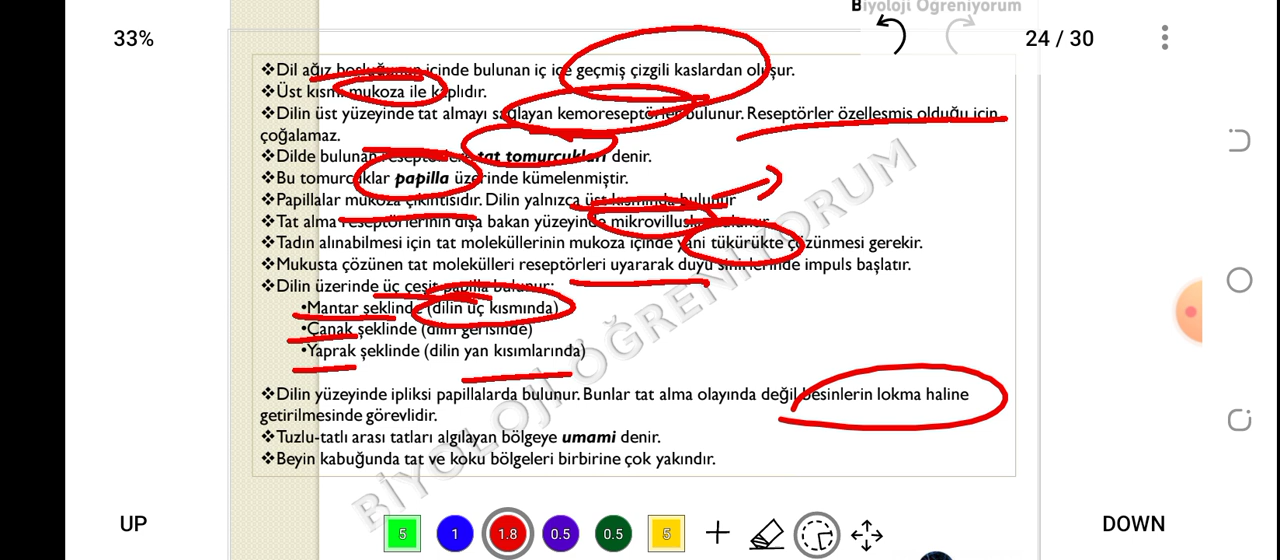 Biyoloji Ogreniyorum
33%
24 / 30
❖Dil ağız boşluğunun içinde bulunan iç içe geçmiş çizgili kaslardan oluşur.
❖Üst kısmı mukoza ile kaplıdır.
❖Dilin üst yüzeyinde tat almayı sağlayan kemoreseptörler bulunur. Reseptörler özelleşmiş olduğu için
çoğalamaz.
❖Dilde bulunan reseptörlere tat tomurcukları denir.
❖Bu tomurcuklar papilla üzerinde kümelenmiştir.
❖Papillalar mukoza çıkıntısıdır. Dilin yalnızca üst kısmında bulunur
❖Tat alma reseptörlerinin dışa bakan yüzeyinde mikrovilluslar bulunur.
❖Tadın alınabilmesi için tat moleküllerinin mukoza içinde yani tükürükte çözünmesi gerekir.
❖Mukusta çözünen tat molekülleri reseptörleri uyararak duyu sinirlerinde impuls başlatır.
❖Dilin üzerinde üç çeşit papilla bulunur:
•Mantar şeklinde (dilin uç kısmında)
•Çanak şeklinde (dilin gerisinde)
•Yaprak şeklinde (dilin yan kısımlarında)
❖Dilin yüzeyinde ipliksi papillalarda bulunur. Bunlar tat alma olayında değil besinlerin lokma haline
getirilmesinde görevlidir.
❖Tuzlu-tatlı arası tatları algılayan bölgeye umami denir.
❖Beyin kabuğunda tat ve koku bölgeleri birbirine çok yakındır.
BİYOLOJİ ÖĞRENİYORUM
UP
5
1
1.8
0.5
0.5
5
DOWN